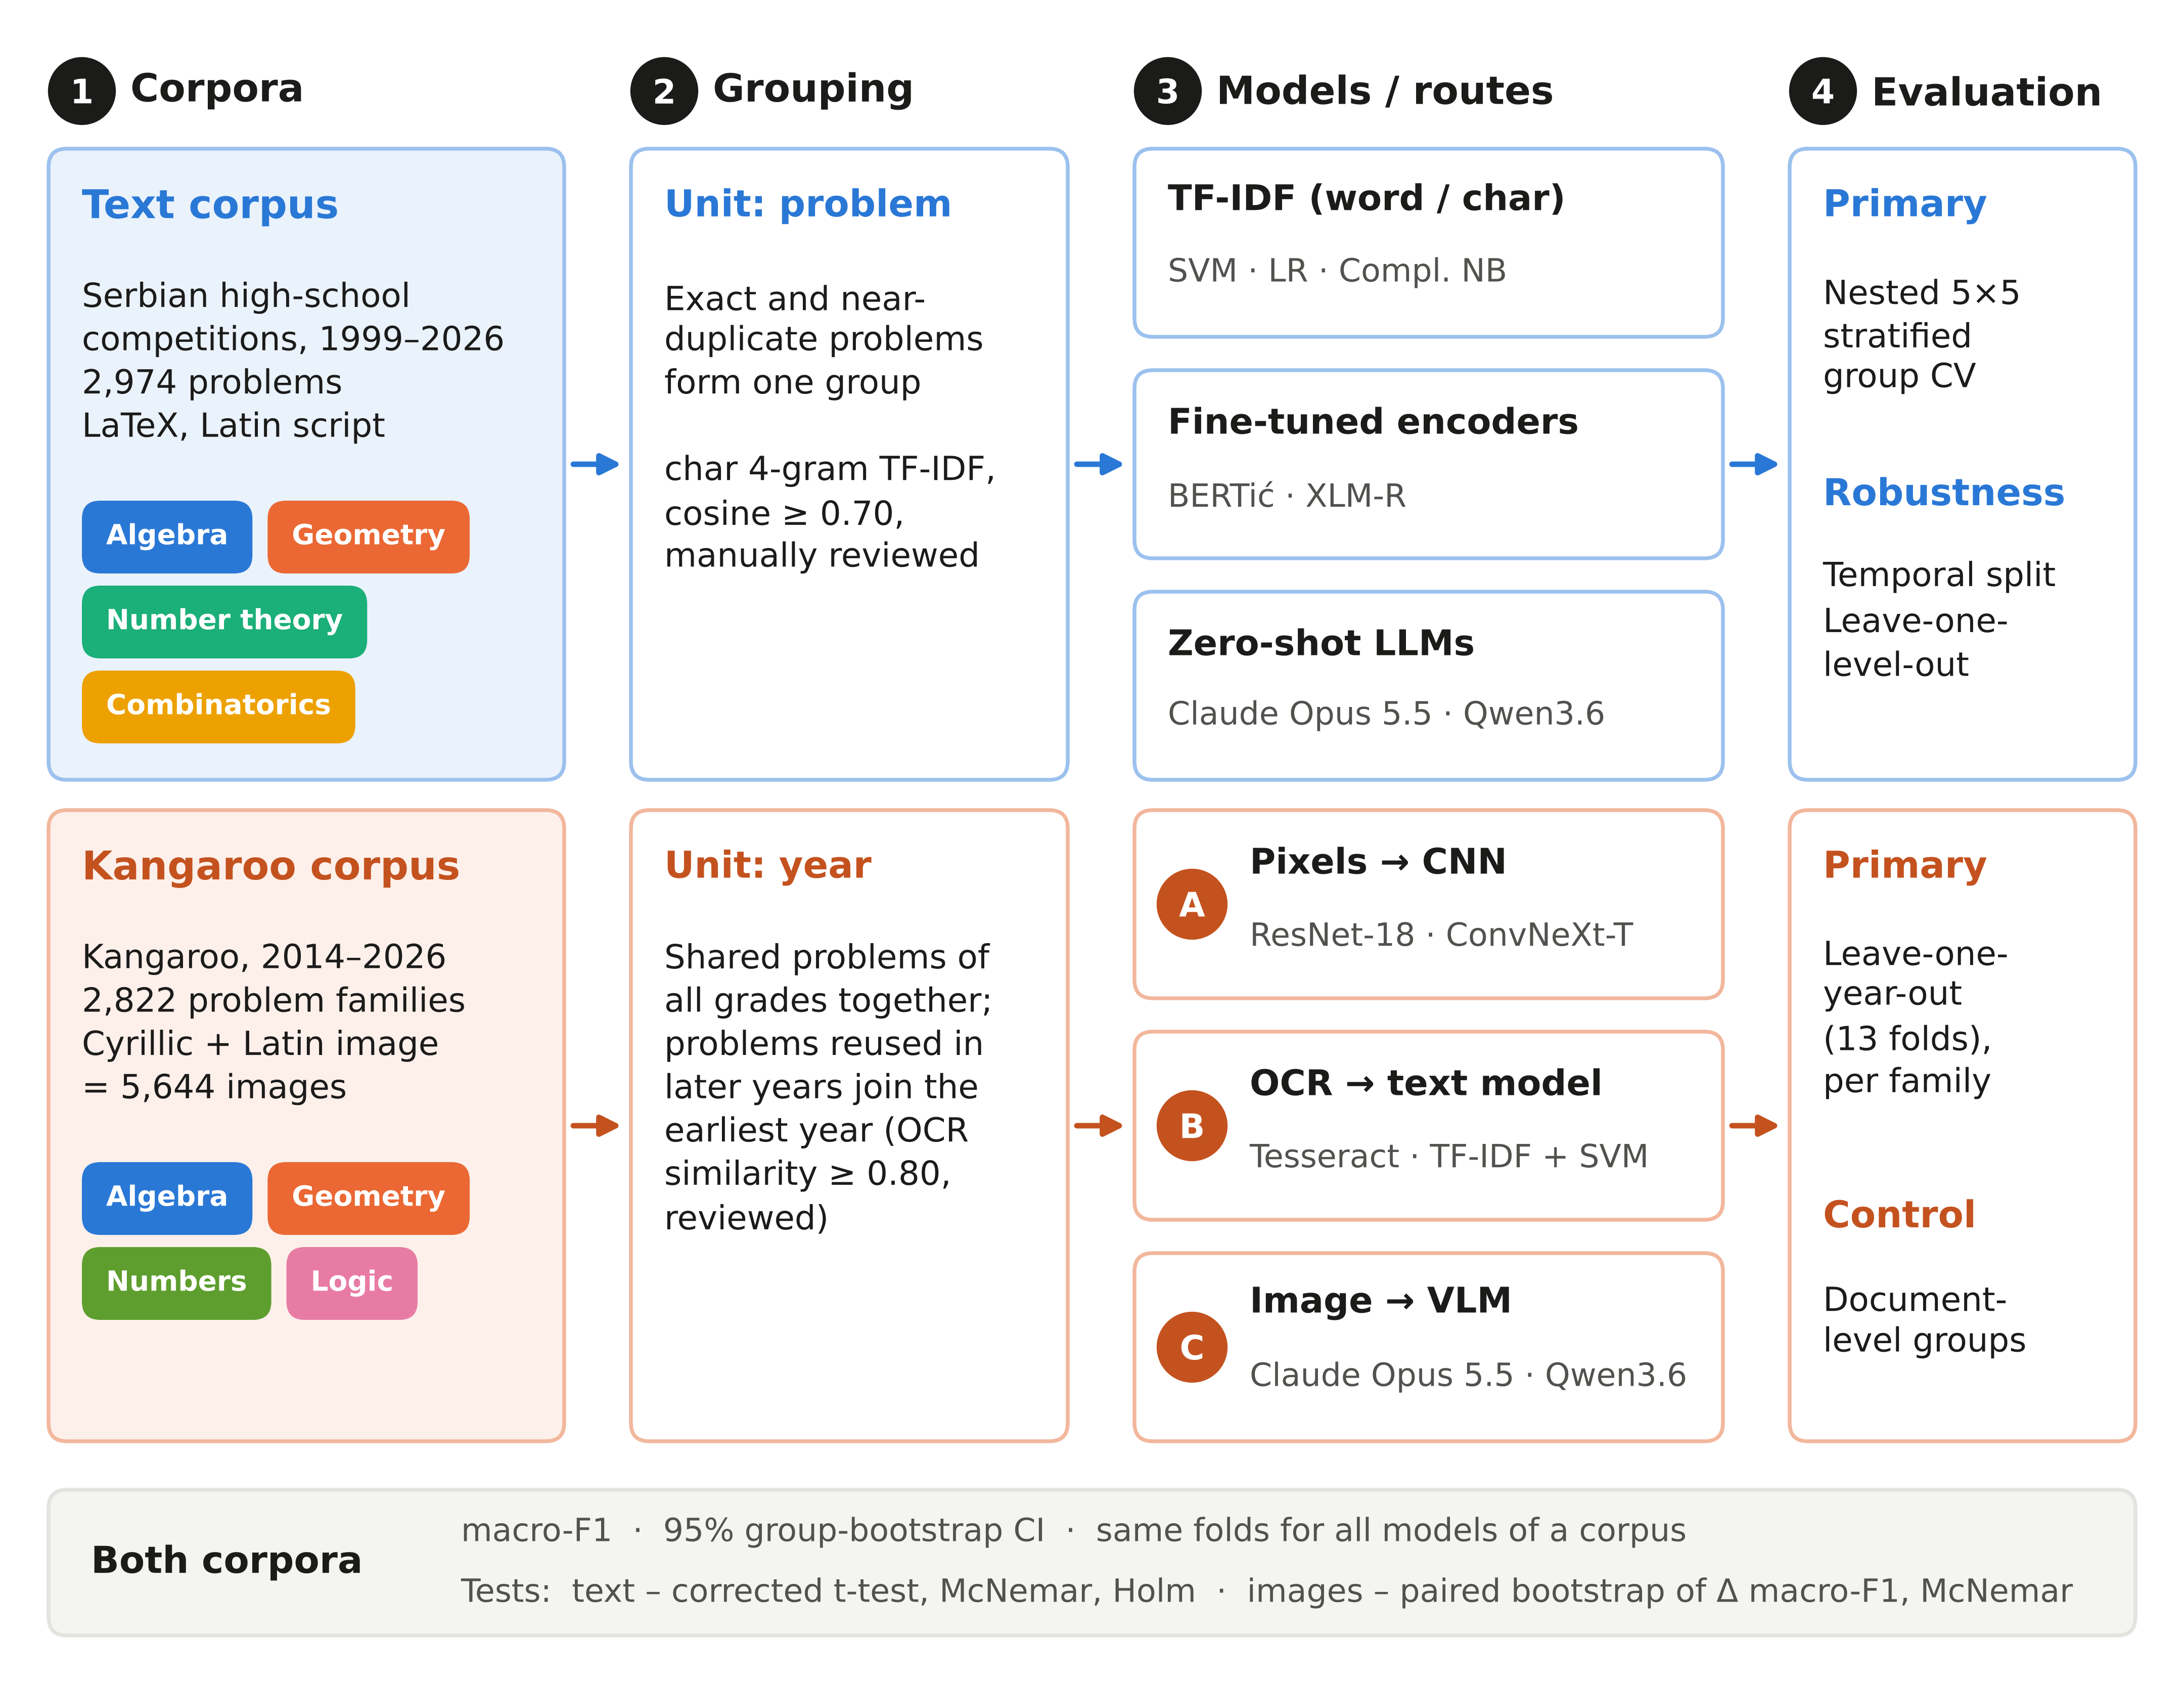 1 Corpora
2 Grouping
3 Models / routes
4 Evaluation
Text corpus
Serbian high-school
competitions, 1999–2026
2,974 problems
LaTeX, Latin script
Algebra
Geometry
Number theory
Combinatorics
Unit: problem
Exact and near-
duplicate problems
form one group
char 4-gram TF-IDF,
cosine ≥ 0.70,
manually reviewed
TF-IDF (word / char)
SVM · LR · Compl. NB
Fine-tuned encoders
BERTić · XLM-R
Zero-shot LLMs
Claude Opus 5.5 · Qwen3.6
Primary
Nested 5×5
stratified
group CV
Robustness
Temporal split
Leave-one-
level-out
Kangaroo corpus
Kangaroo, 2014–2026
2,822 problem families
Cyrillic + Latin image
= 5,644 images
Algebra
Geometry
Numbers
Logic
Unit: year
Shared problems of
all grades together;
problems reused in
later years join the
earliest year (OCR
similarity ≥ 0.80,
reviewed)
A
Pixels → CNN
ResNet-18 · ConvNeXt-T
B
OCR → text model
Tesseract · TF-IDF + SVM
C
Image → VLM
Claude Opus 5.5 · Qwen3.6
Primary
Leave-one-
year-out
(13 folds),
per family
Control
Document-
level groups
Both corpora
macro-F1 · 95% group-bootstrap CI · same folds for all models of a corpus
Tests: text – corrected t-test, McNemar, Holm · images – paired bootstrap of Δ macro-F1, McNemar